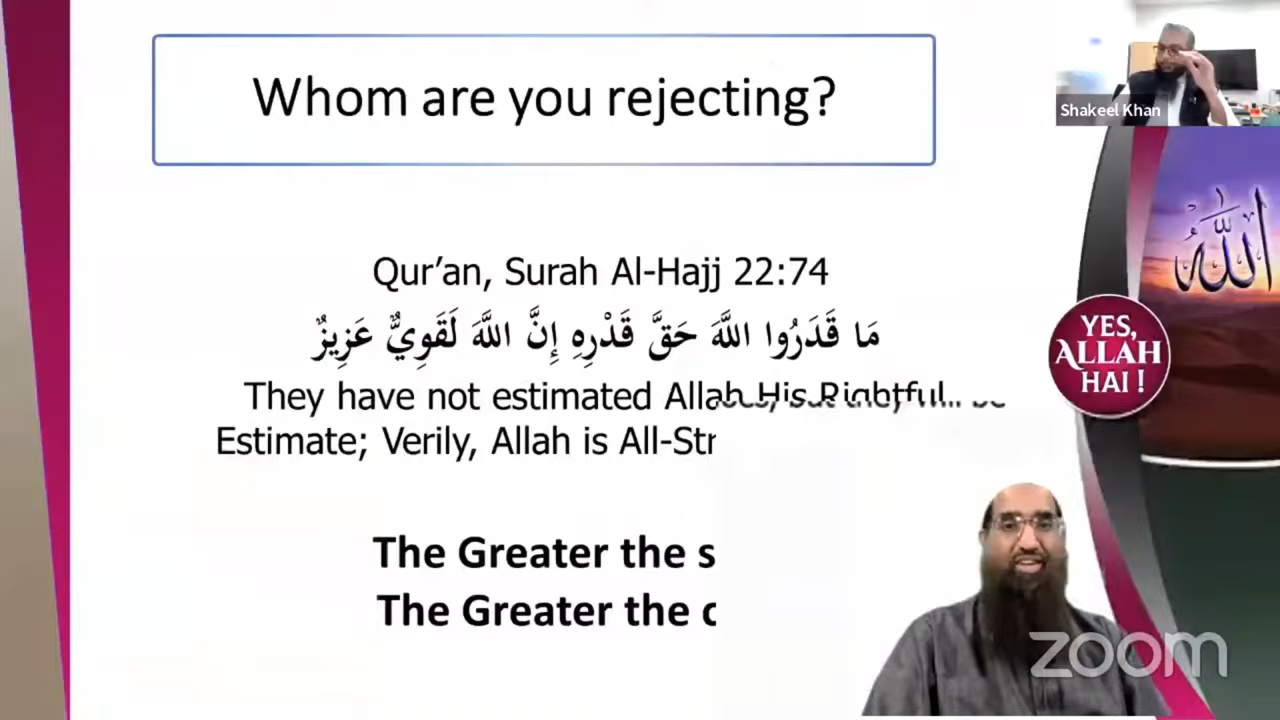 Whom are you rejecting?
Shakeel Khan
Qur’an, Surah Al-Hajj 22:74
مَا قَدَرُوا اللَّهَ حَقَّ قَدْرِهِ إِنَّ اللَّهَ لَقَوِيٌّ عَزِيزٌ
They have not estimated Allah His Rightful
Estimate; Verily, Allah is All-Str
The Greater the s
The Greater the
الله
YES,
ALLAH
HAI !
zoom